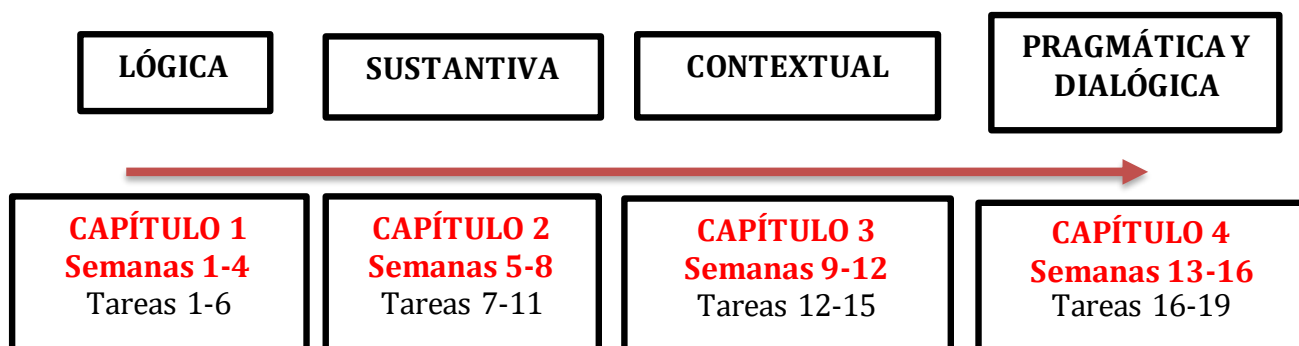 LÓGICA
SUSTANTIVA
CONTEXTUAL
PRAGMÁTICA Y
DIALÓGICA
CAPÍTULO 1
Semanas 1-4
Tareas 1-6
CAPÍTULO 2
Semanas 5-8
Tareas 7-11
CAPÍTULO 3
Semanas 9-12
Tareas 12-15
CAPÍTULO 4
Semanas 13-16
Tareas 16-19